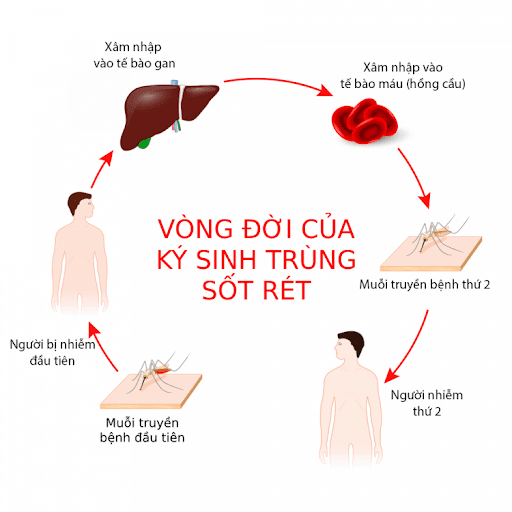 Xâm nhập
vào tế bào gan
Xâm nhập vào
tế bào máu (hồng cầu)
VÒNG ĐỜI CỦA
KÝ SINH TRÙNG
SỐT RÉT
Muỗi truyền bệnh thứ 2
Người bị nhiễm
đầu tiên
Muỗi truyền
bệnh đầu tiên
Người nhiễm
thứ 2